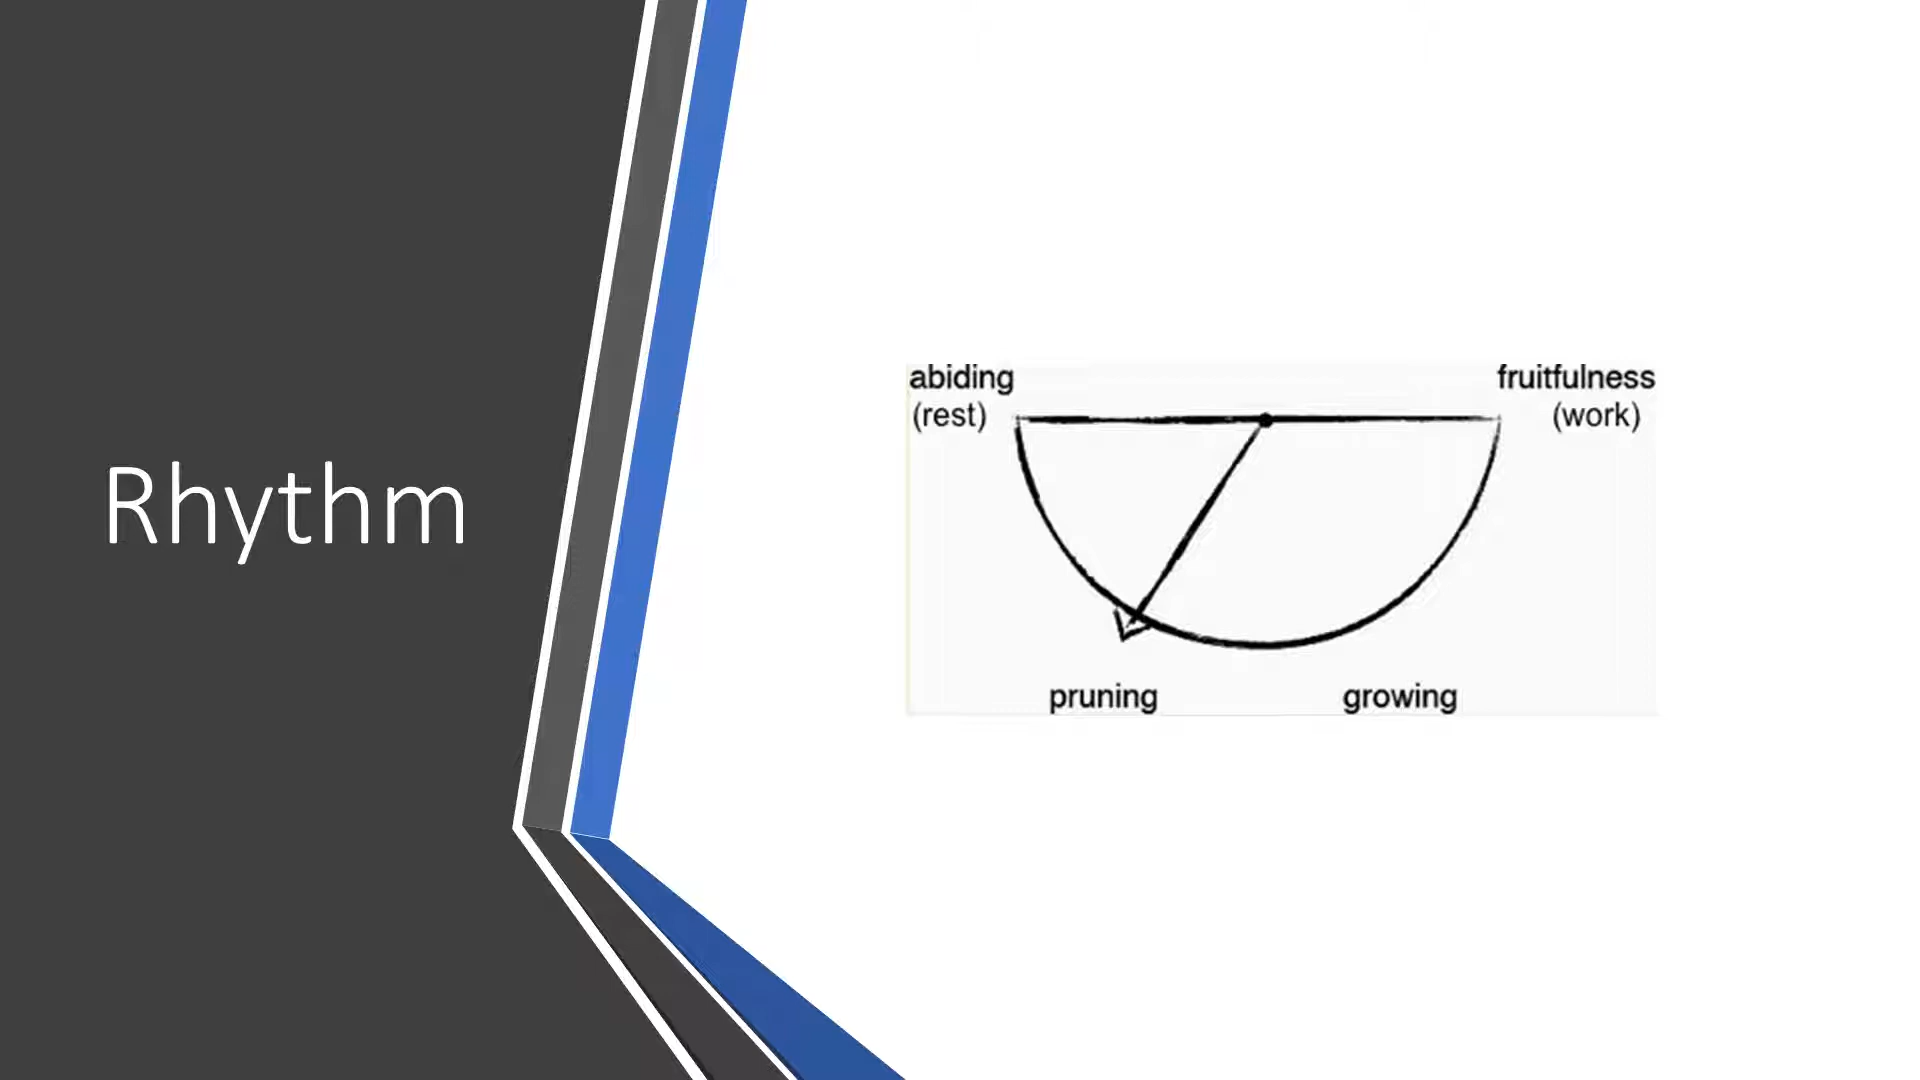 Rhythm
abiding
(rest)
fruitfulness
(work)
pruning
growing